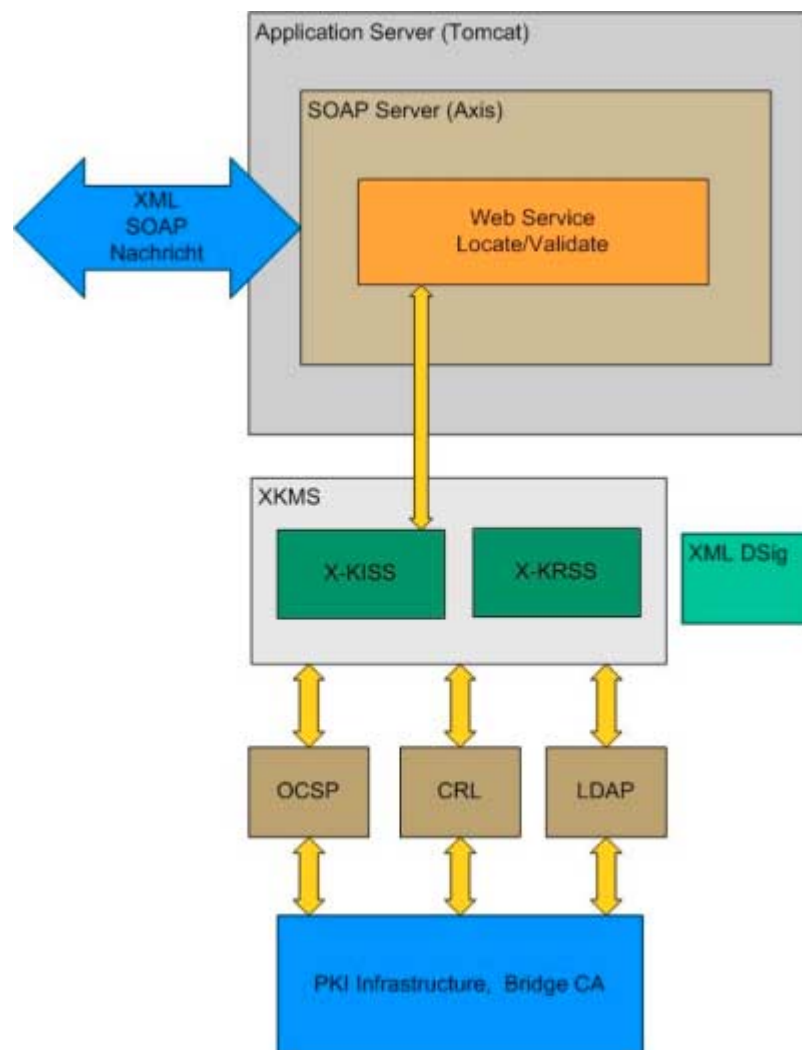 Application Server (Tomcat)
SOAP Server (Axis)
XML
SOAP
Nachricht
Web Service
Locate/Validate
XKMS
X-KISS
X-KRSS
XML DSig
OCSP
CRL
LDAP
PKI Infrastructure, Bridge CA